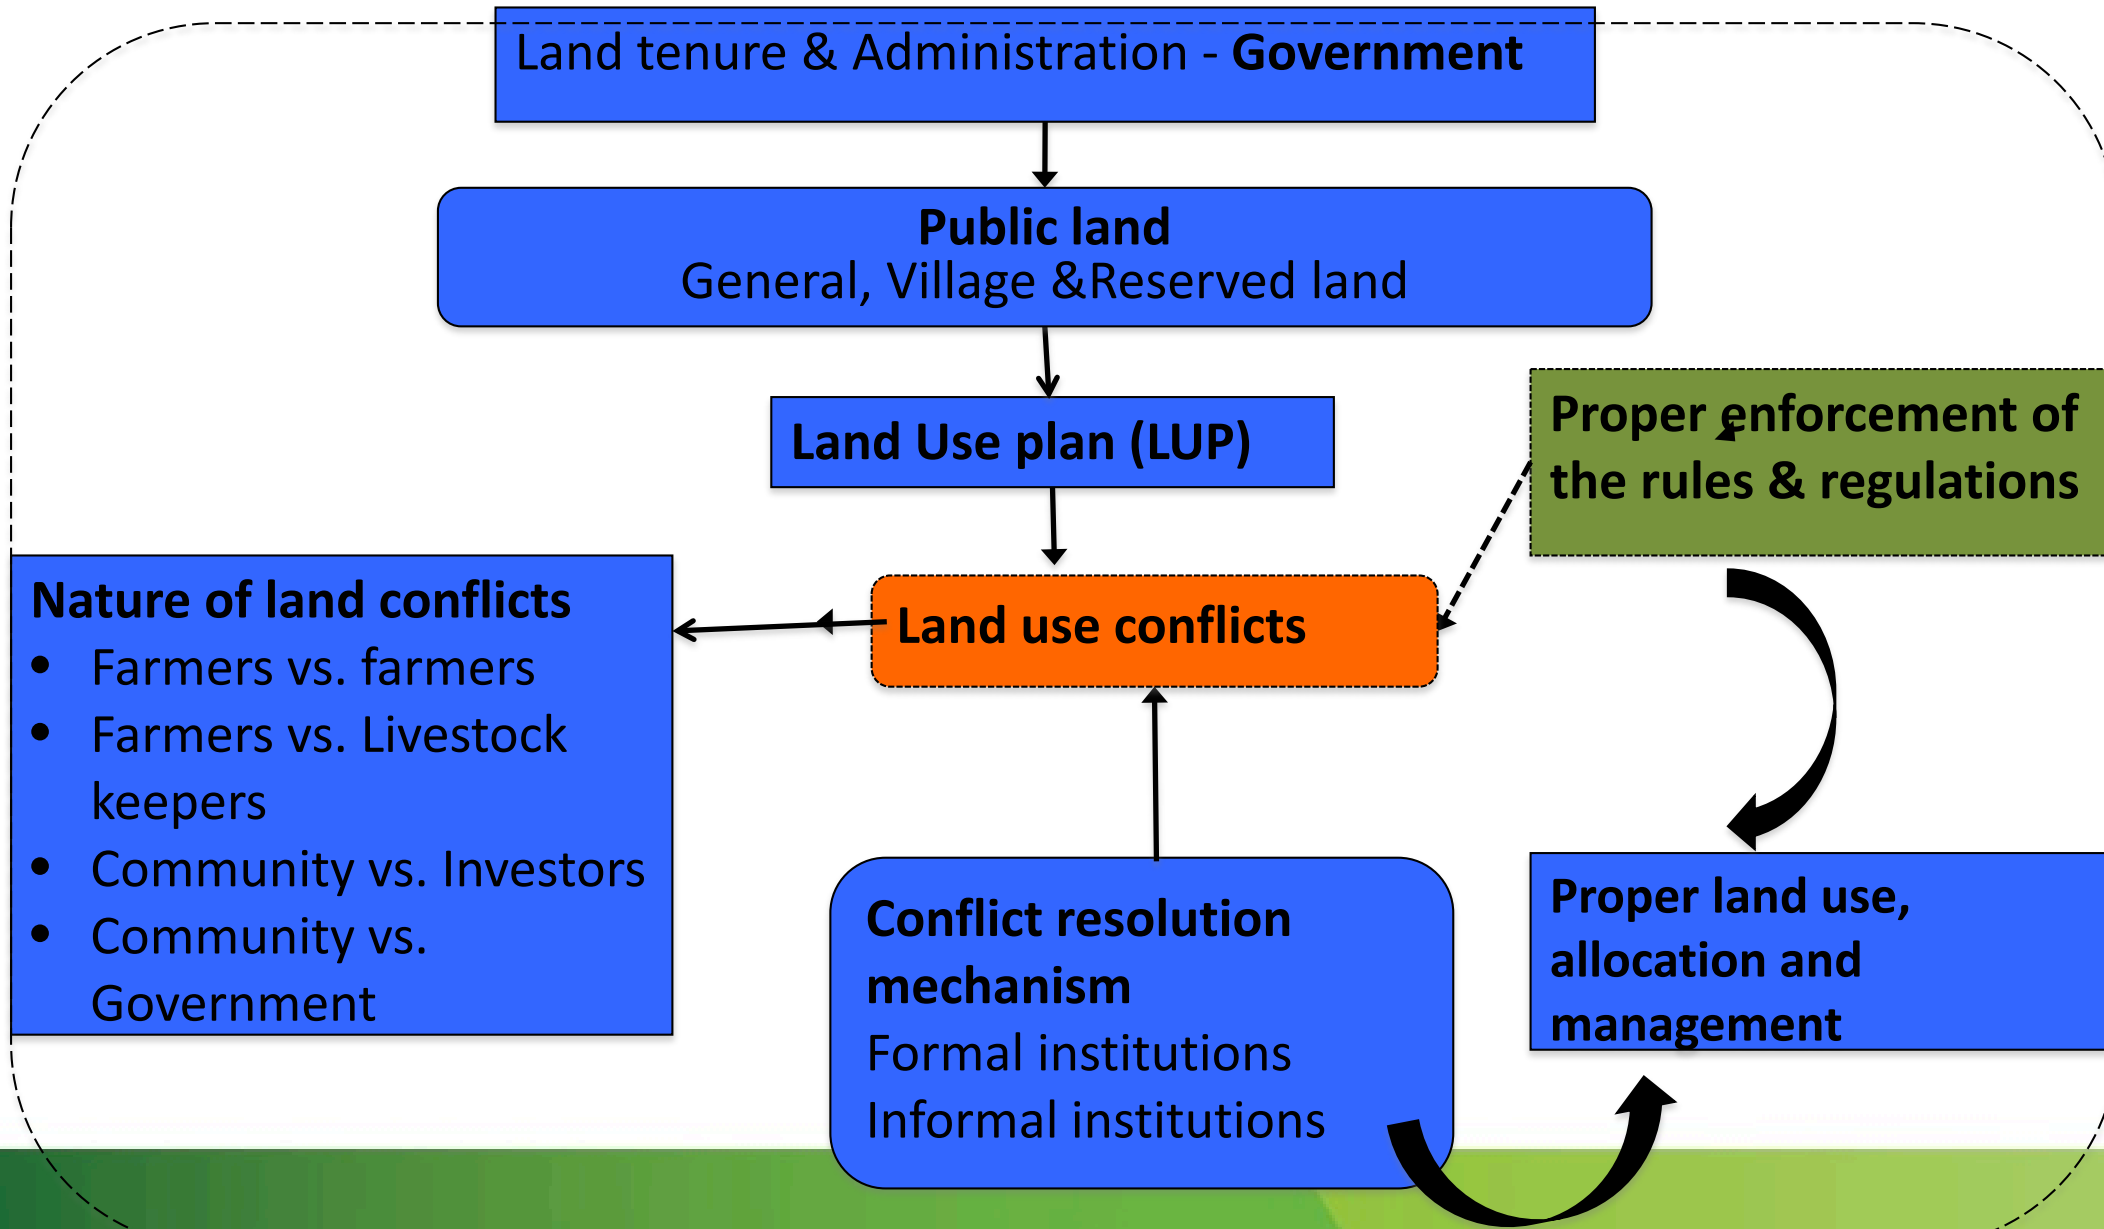 Land tenure & Administration - Government
Public land
General, Village &Reserved land
Land Use plan (LUP)
Proper enforcement of
the rules & regulations
Nature of land conflicts
• Farmers vs. farmers
• Farmers vs. Livestock
keepers
• Community vs. Investors
• Community vs.
Government
Land use conflicts
Conflict resolution
mechanism
Formal institutions
Informal institutions
Proper land use,
allocation and
management